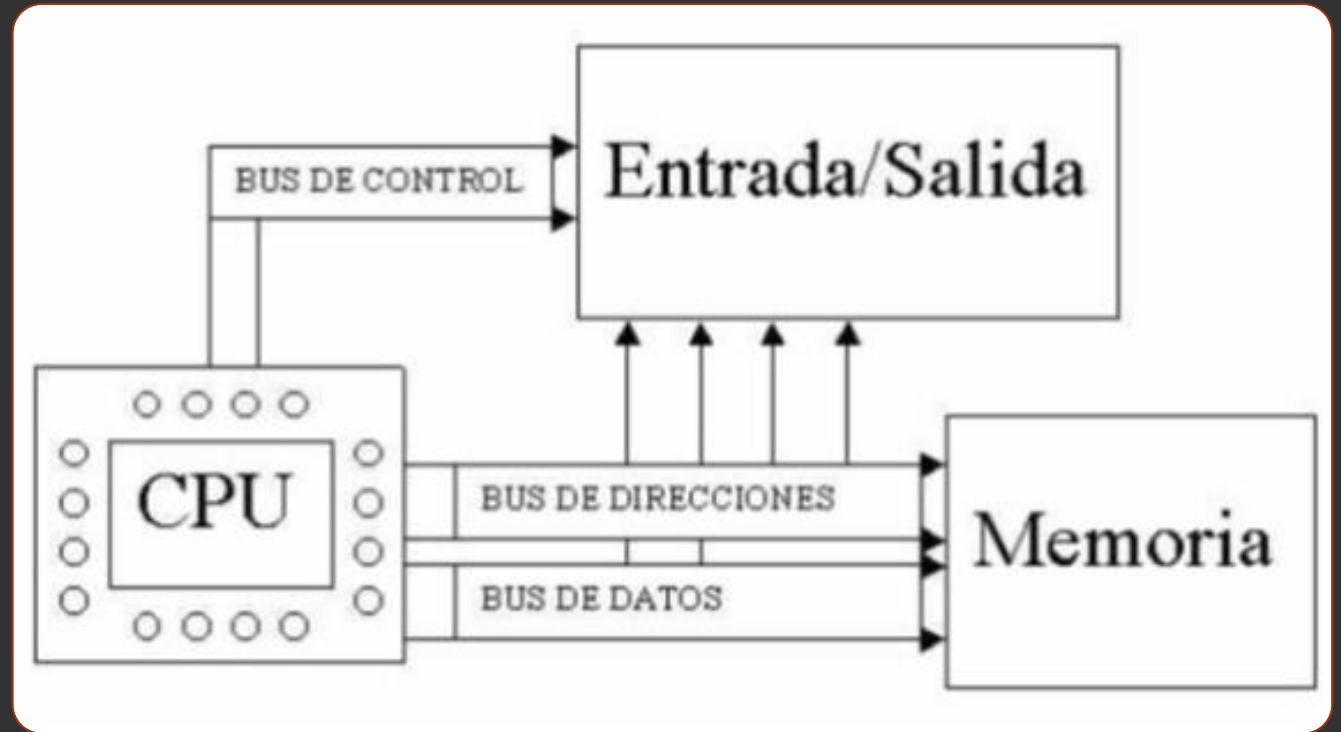 Entrada/Salida
BUS DE CONTROL
CPU
BUS DE DIRECCIONES
Memoria
BUS DE DATOS